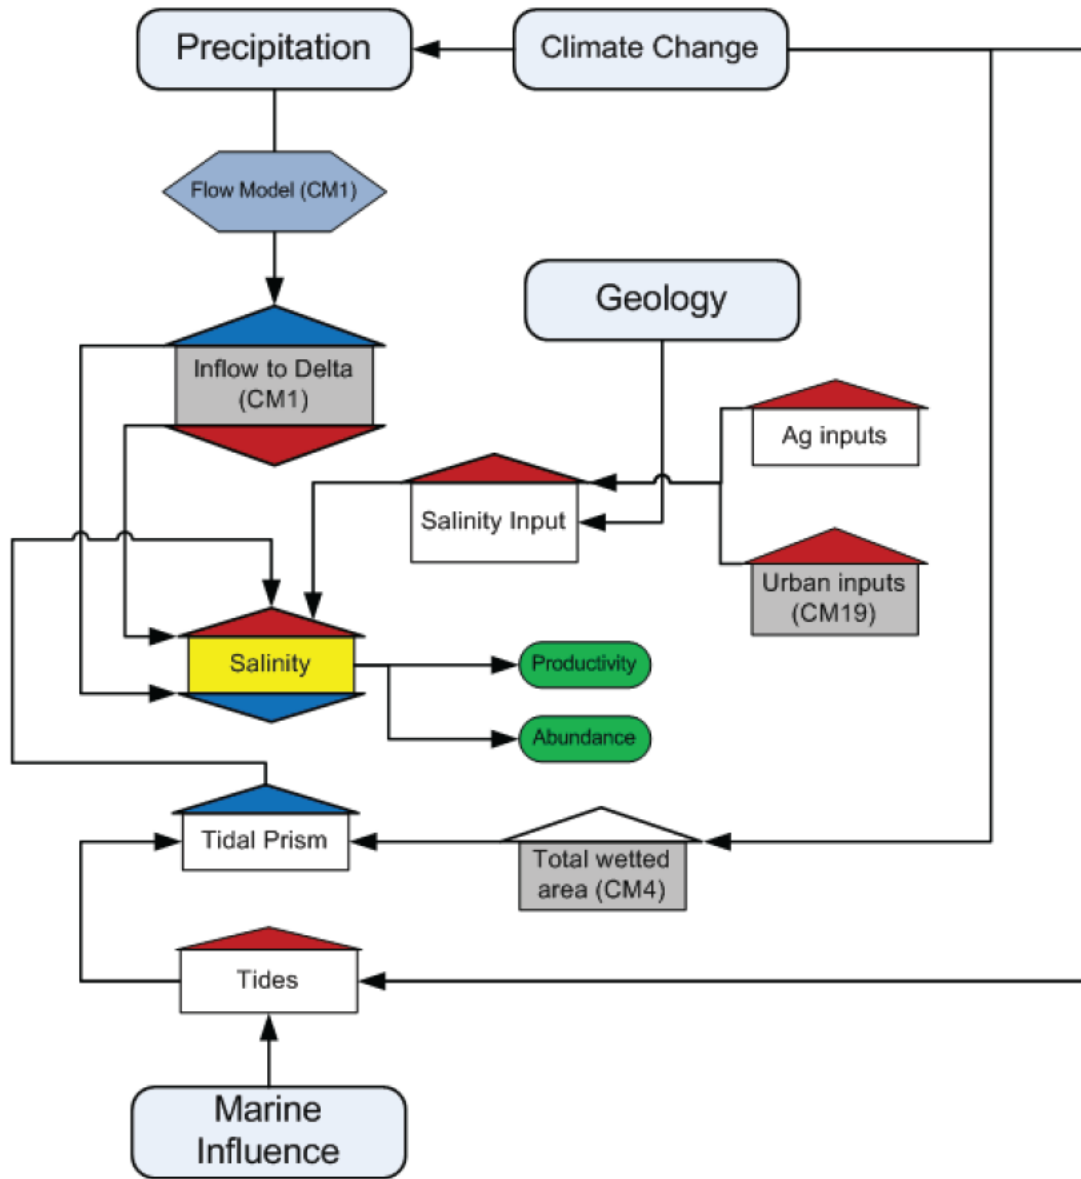 Precipitation
Climate Change
Flow Model (CM1)
Geology
Inflow to Delta
(CM1)
Ag inputs
Salinity Input
Urban inputs
(CM19)
Salinity
Productivity
Abundance
Tidal Prism
Total wetted
area (CM4)
Tides
Marine
Influence